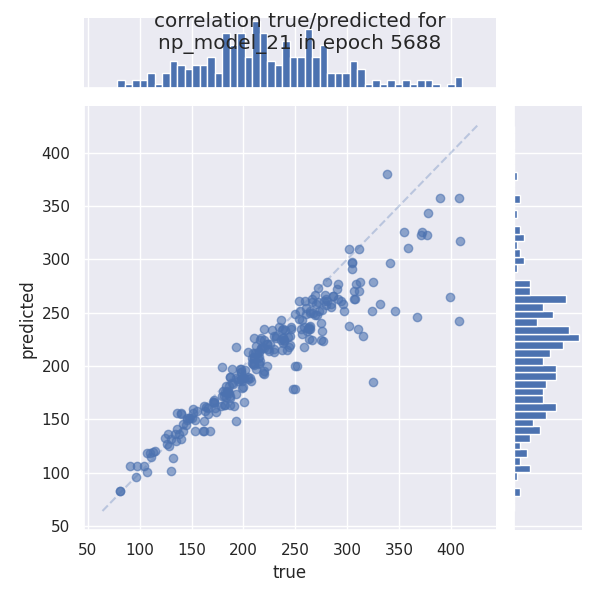 correlation true/predicted for
np_model_21 in epoch 5688
400
350
300
250
200
150
100
50
predicted
50 100 150 200 250 300 350 400
true